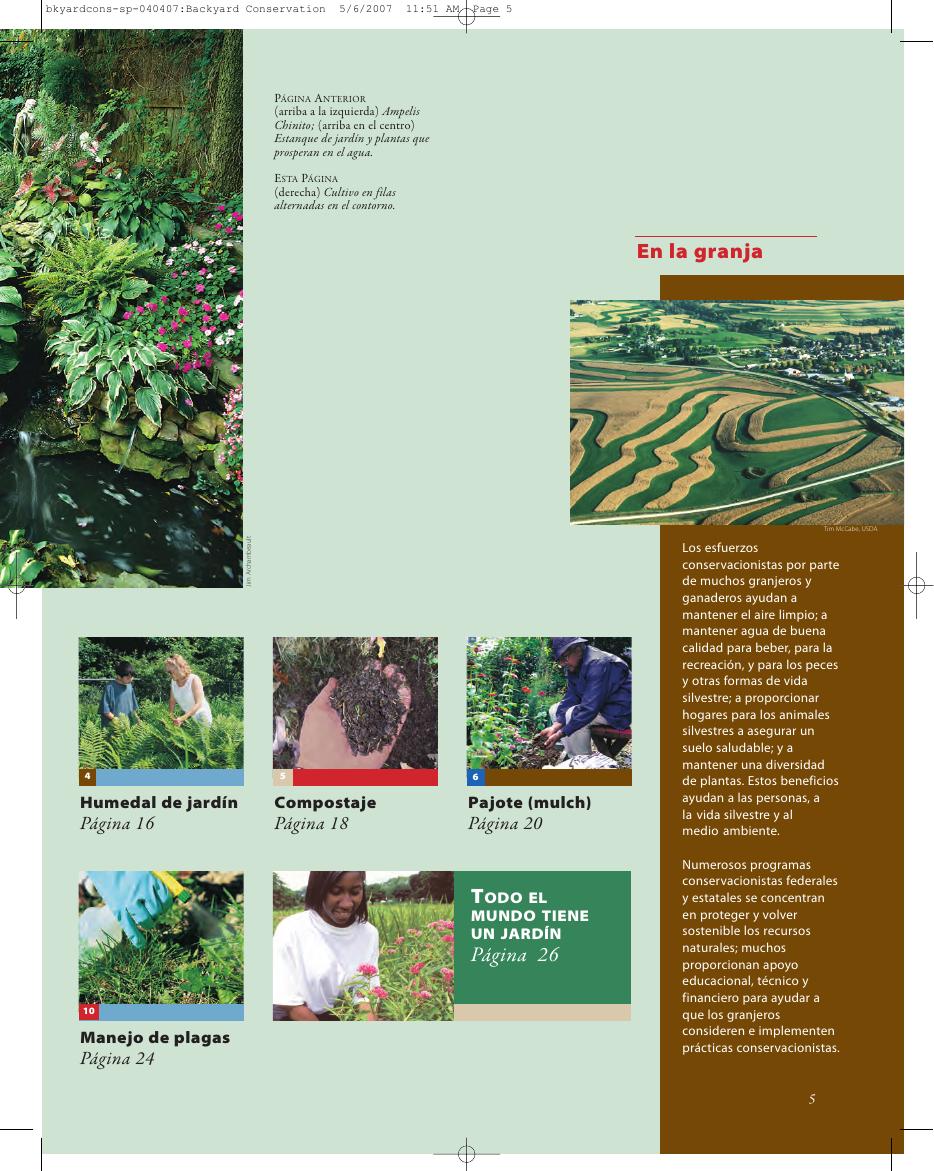 bkyardcons-sp-040407:Backyard Conservation 5/6/2007 11:51 AM Page 5
PÁGINA ANTERIOR
(arriba a la izquierda) Ampelis
Chinito; (arriba en el centro)
Estanque de jardín y plantas que
prosperan en el agua.
ESTA PÁGINA
(derecha) Cultivo en filas
alternadas en el contorno.
Jim Archambeault
En la granja
Tim McCabe, USDA
Los esfuerzos
conservacionistas por parte
de muchos granjeros y
ganaderos ayudan a
mantener el aire limpio; a
mantener agua de buena
calidad para beber, para la
recreación, y para los peces
y otras formas de vida
silvestre; a proporcionar
hogares para los animales
silvestres a asegurar un
suelo saludable; y a
mantener una diversidad
de plantas. Estos beneficios
ayudan a las personas, a
la vida silvestre y al
medio ambiente.
Numerosos programas
conservacionistas federales
y estatales se concentran
en proteger y volver
sostenible los recursos
naturales; muchos
proporcionan apoyo
educacional, técnico y
financiero para ayudar a
que los granjeros
consideren e implementen
prácticas conservacionistas.
4
Humedal de jardín
Página 16
5
Compostaje
Página 18
6
Pajote (mulch)
Página 20
10
Manejo de plagas
Página 24
TODO EL
MUNDO TIENE
UN JARDÍN
Página 26
5